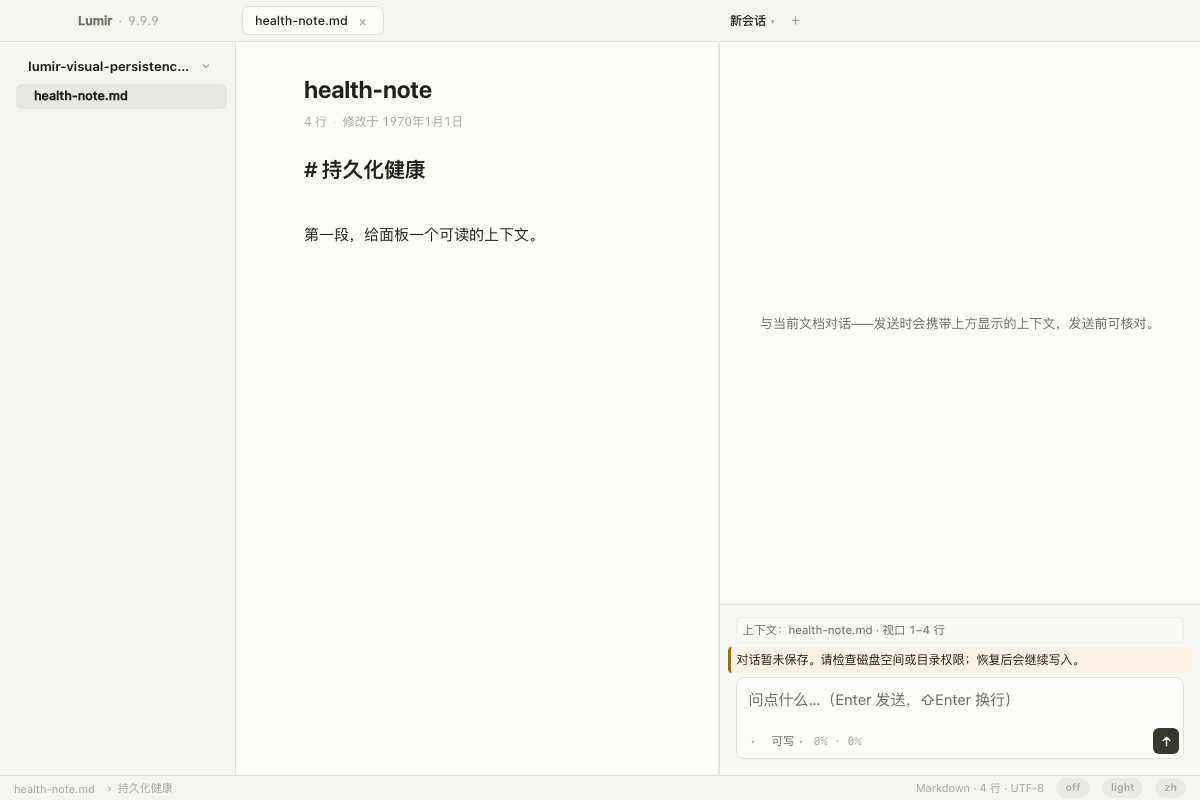 Lumir · 9.9.9
health-note.md ×
新会话 +
lumir-visual-persistenc...
health-note.md
health-note
4 行 · 修改于 1970年1月1日
# 持久化健康
第一段，给面板一个可读的上下文。
与当前文档对话——发送时会携带上方显示的上下文，发送前可核对。
上下文：health-note.md · 视口 1–4 行
对话暂未保存。请检查磁盘空间或目录权限；恢复后会继续写入。
问点什么…（Enter 发送，⇧Enter 换行）
可写 0% · 0%
health-note.md › 持久化健康
Markdown · 4 行 · UTF-8 off light zh